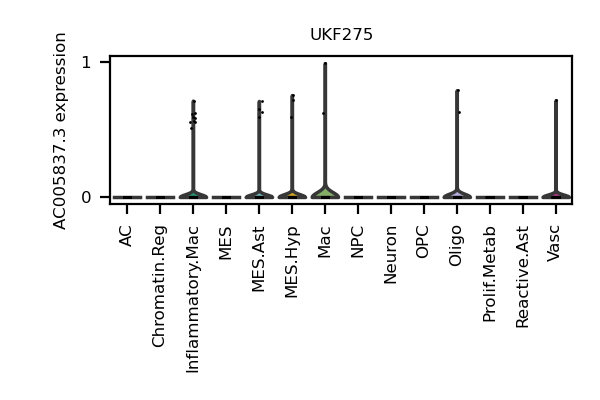 UKF275
AC005837.3 expression
1
0
AC
Chromatin.Reg
Inflammatory.Mac
MES
MES.Ast
MES.Hyp
Mac
NPC
Neuron
OPC
Oligo
Prolif.Metab
Reactive.Ast
Vasc